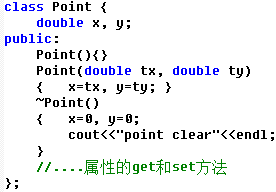 class Point {
double x, y;
public:
Point(){}
Point(double tx, double ty)
{ x=tx, y=ty; }
~Point()
{ x=0, y=0;
cout<<"point clear"<<endl;
}
//....属性的get和set方法
};